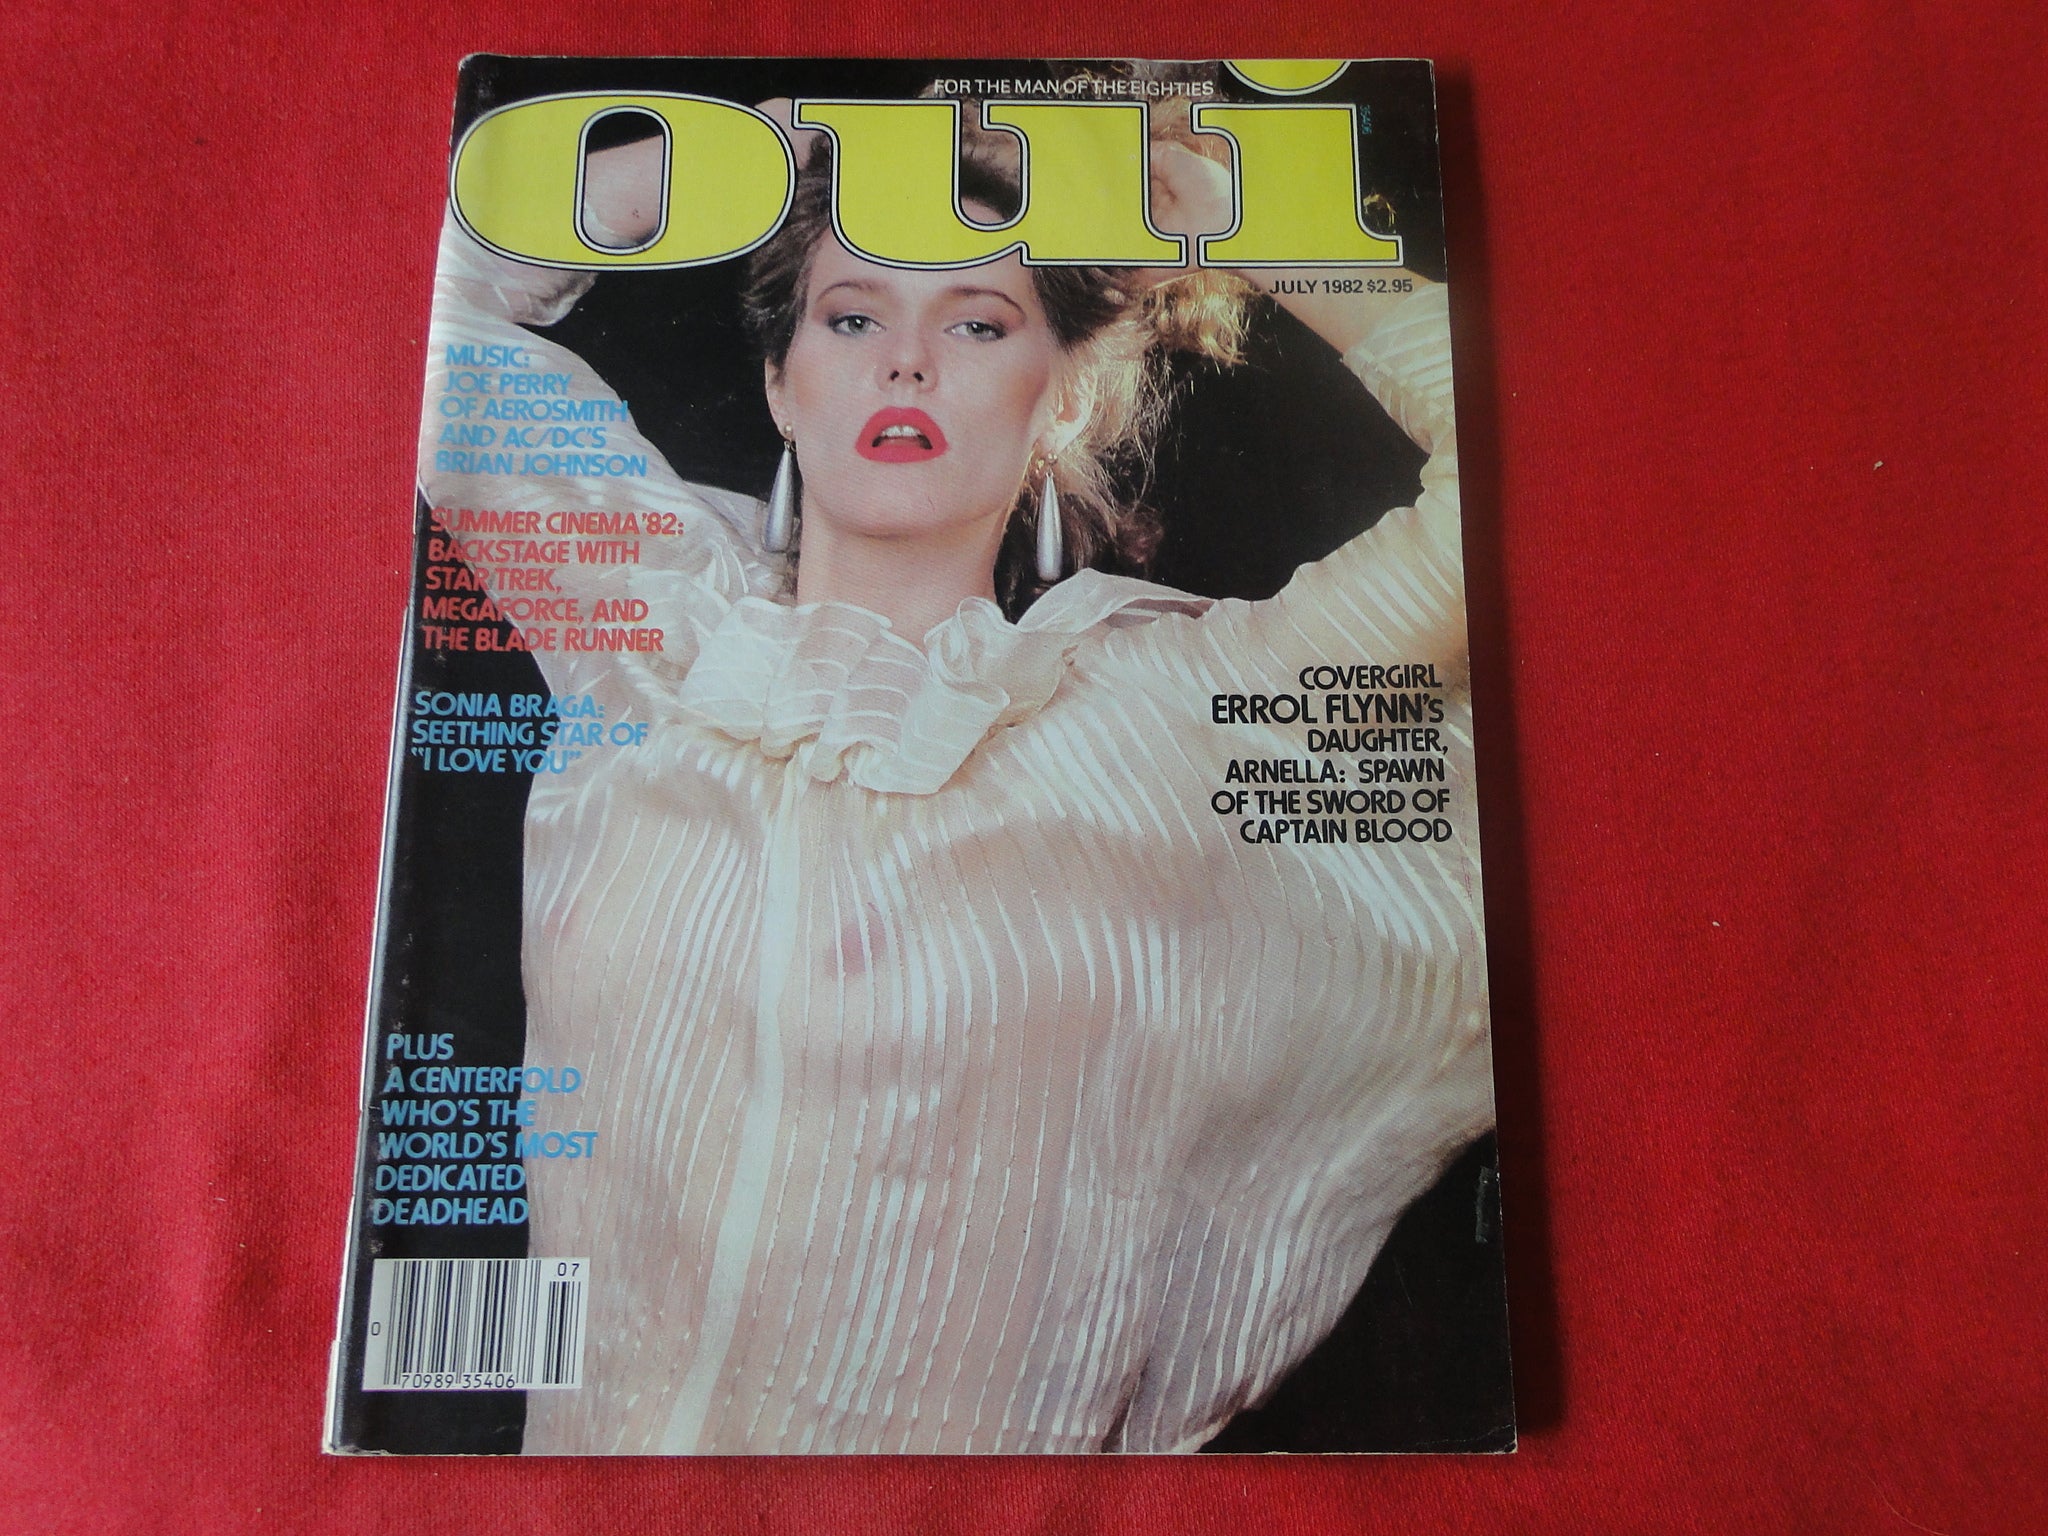 FOR THE MAN OF THE EIGHTIES
oui
35406
JULY 1982 $2.95
MUSIC:
JOE PERRY
OF AEROSMITH
AND AC/DC'S
BRIAN JOHNSON
SUMMER CINEMA '82:
BACKSTAGE WITH
STAR TREK,
MEGAFORCE, AND
THE BLADE RUNNER
SONIA BRAGA:
SEETHING STAR OF
"I LOVE YOU"
COVERGIRL
ERROL FLYNN'S
DAUGHTER,
ARNELLA: SPAWN
OF THE SWORD OF
CAPTAIN BLOOD
PLUS
A CENTERFOLD
WHO'S THE
WORLD'S MOST
DEDICATED
DEADHEAD
07
0
70989 35406